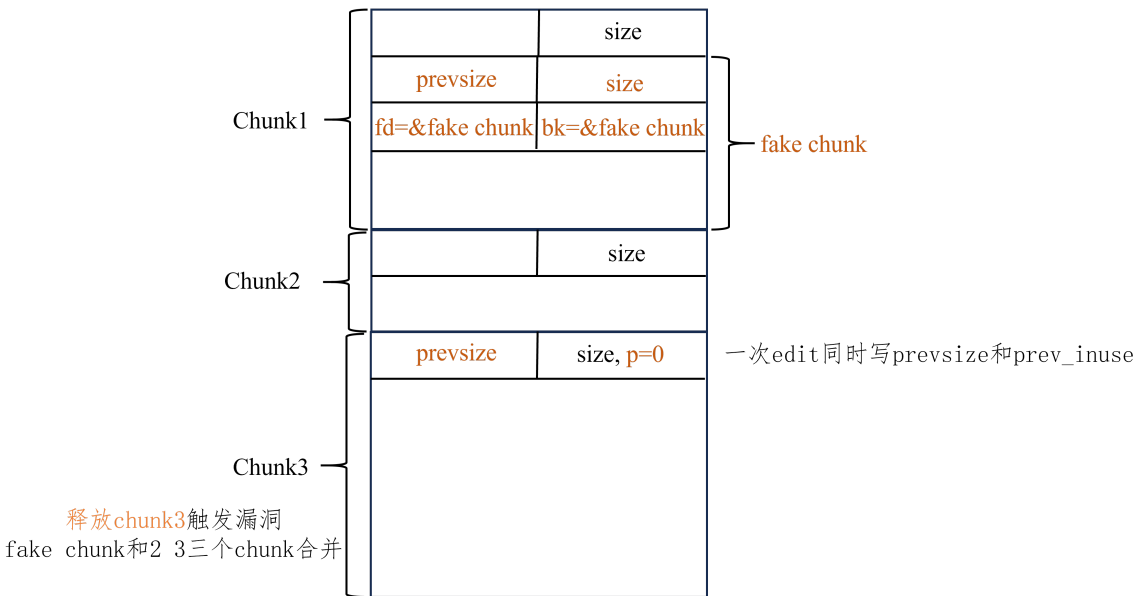 size
prevsize
size
Chunk1
fd=&fake chunk
bk=&fake chunk
fake chunk
size
Chunk2
prevsize
size, p=0
一次edit同时写prevsize和prev_inuse
Chunk3
释放chunk3触发漏洞
fake chunk和2 3三个chunk合并